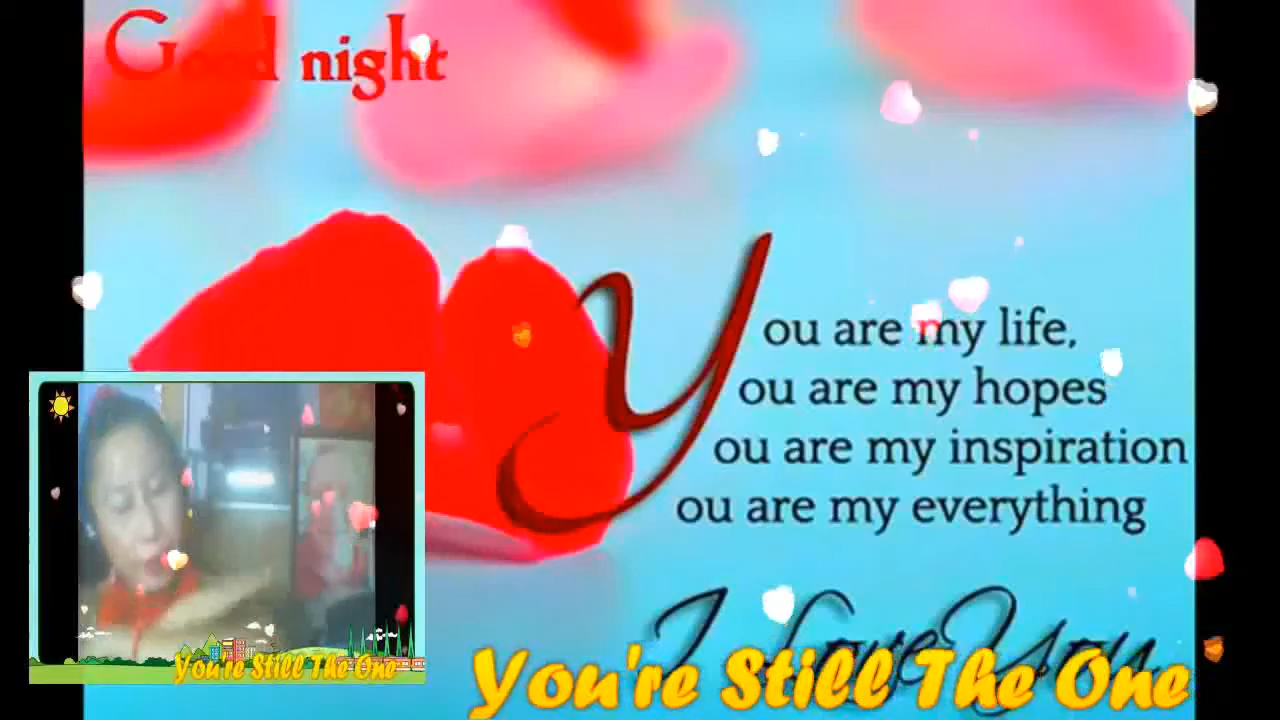 Good night
You are my life,
ou are my hopes
ou are my inspiration
ou are my everything
I Love You
You're Still The One
You're Still The One